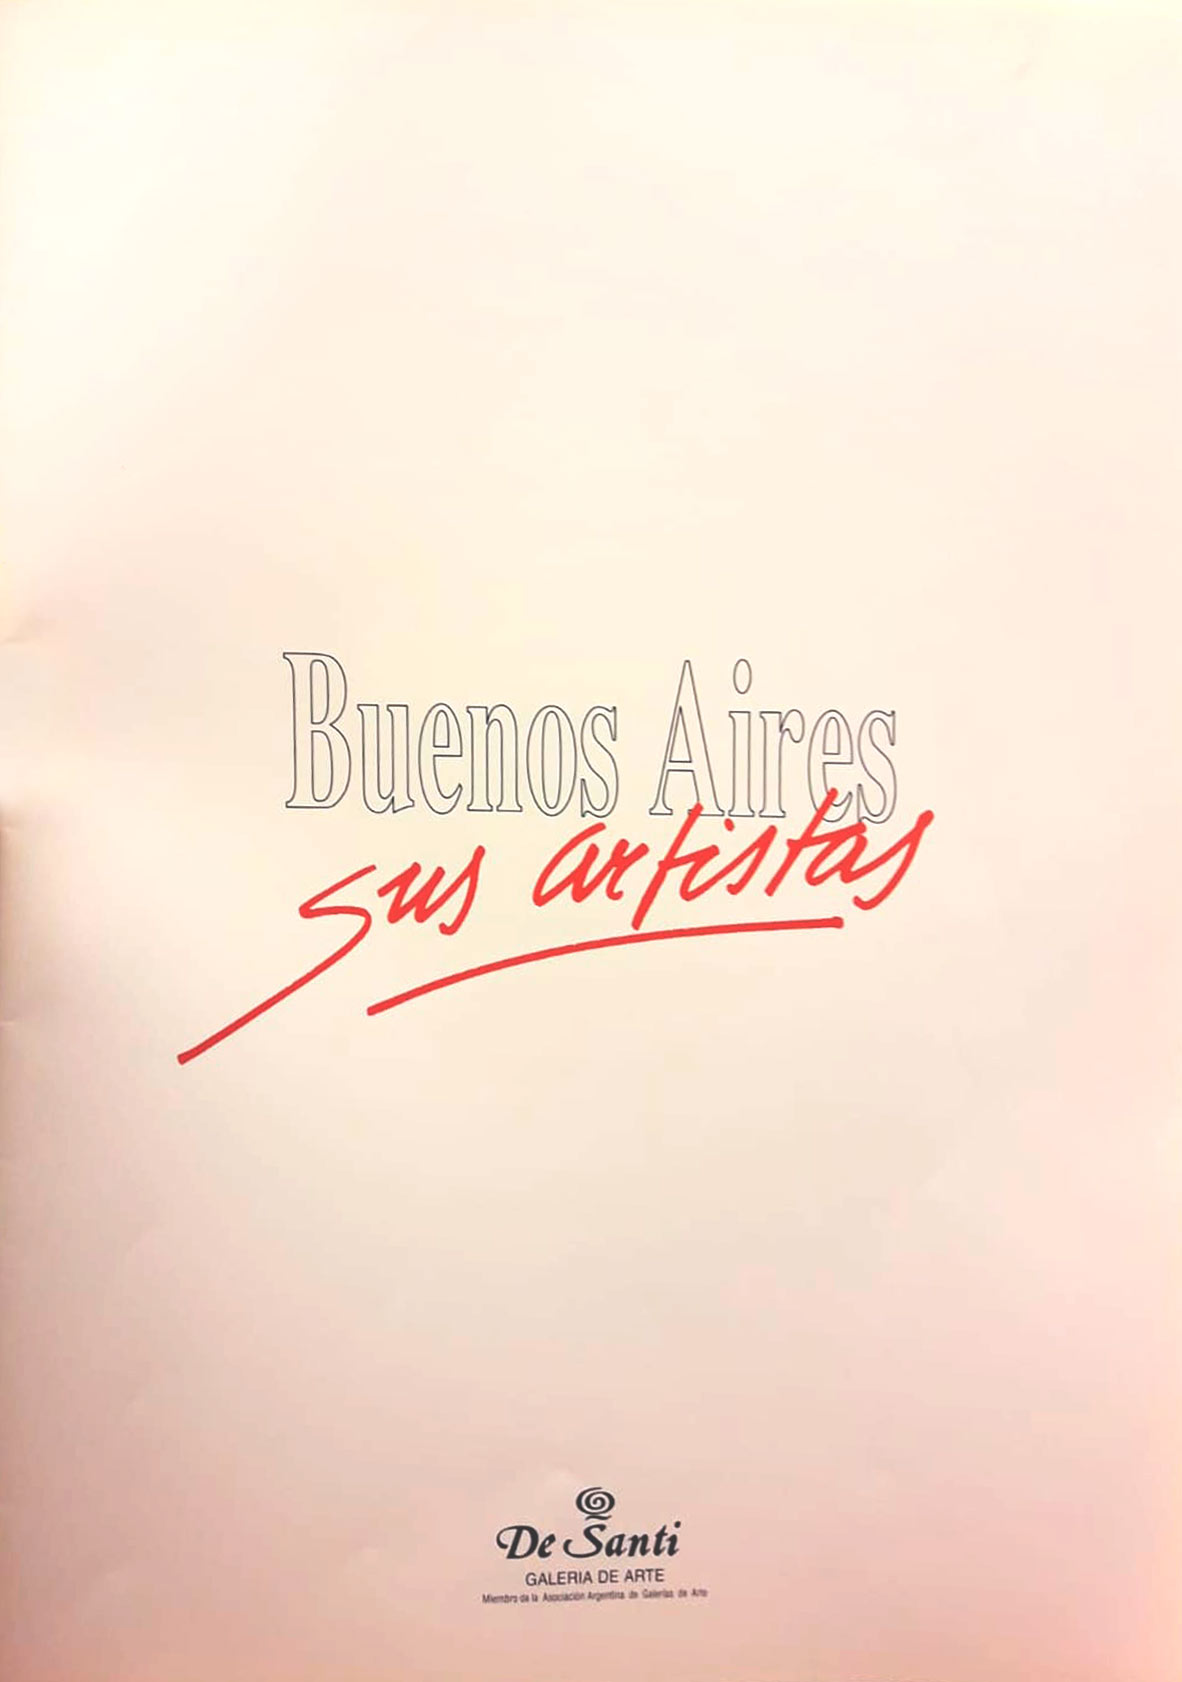 Buenos Aires
sus artistas
De Santi
GALERIA DE ARTE
Miembro de la Asociación Argentina de Galerías de Arte